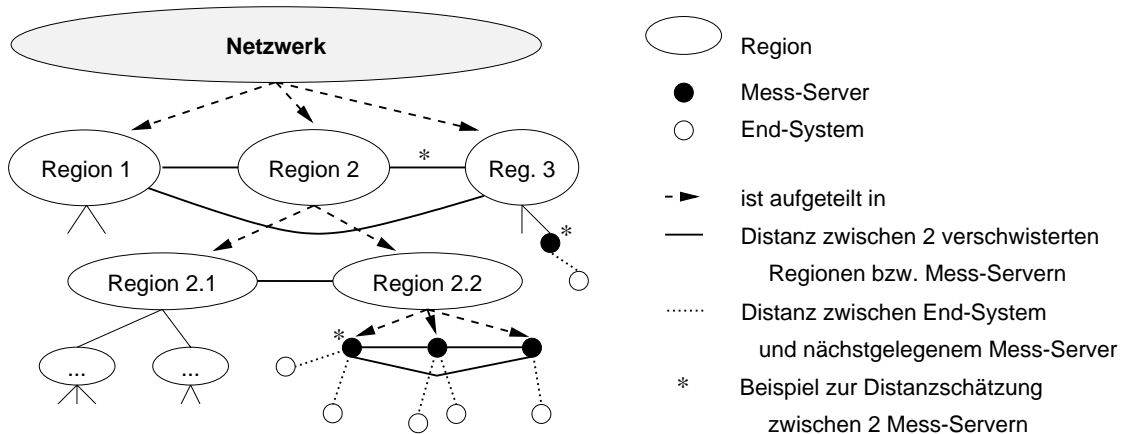 Netzwerk
Region 1
Region 2
*
Reg. 3
*
Region 2.1
Region 2.2
*
...
...
Region
Mess-Server
End-System
ist aufgeteilt in
Distanz zwischen 2 verschwisterten
Regionen bzw. Mess-Servern
Distanz zwischen End-System
und nächstgelegenem Mess-Server
* Beispiel zur Distanzschätzung
zwischen 2 Mess-Servern